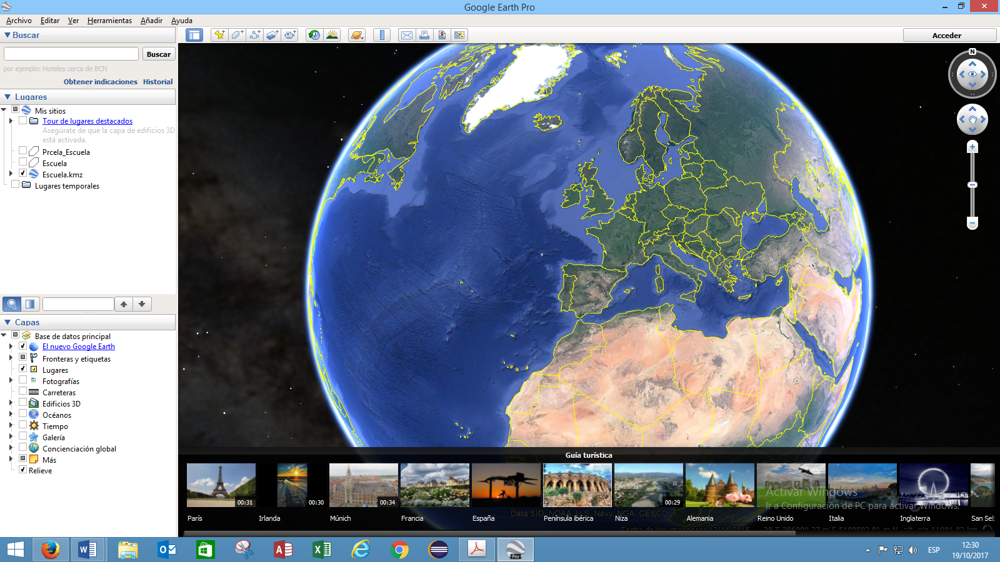 Google Earth Pro
Archivo Editar Ver Herramientas Añadir Ayuda
Buscar
Acceder
Buscar
por ejemplo: Hoteles cerca de BCN
Obtener indicaciones Historial
Lugares
Mis sitios
Tour de lugares destacados
Asegúrate de que la capa de edificios 3D
está activada.
Prcela_Escuela
Escuela
Escuela.kmz
Lugares temporales
Capas
Base de datos principal
El nuevo Google Earth
Fronteras y etiquetas
Lugares
Fotografías
Carreteras
Edificios 3D
Océanos
Tiempo
Galería
Concienciación global
Más
Relieve
N
Guía turística
00:31 00:30 00:34 00:29
París Irlanda Múnich Francia España Península ibérica Niza Alemania Reino Unido Italia Inglaterra San Seb
Activar Windows
Ir a Configuración de PC para activar Windows.
Data SIO, NOAA, U.S. Navy, NGA, GEBCO
Fecha de las imágenes: 12/14/2015
Pro
ESP
12:30
19/10/2017